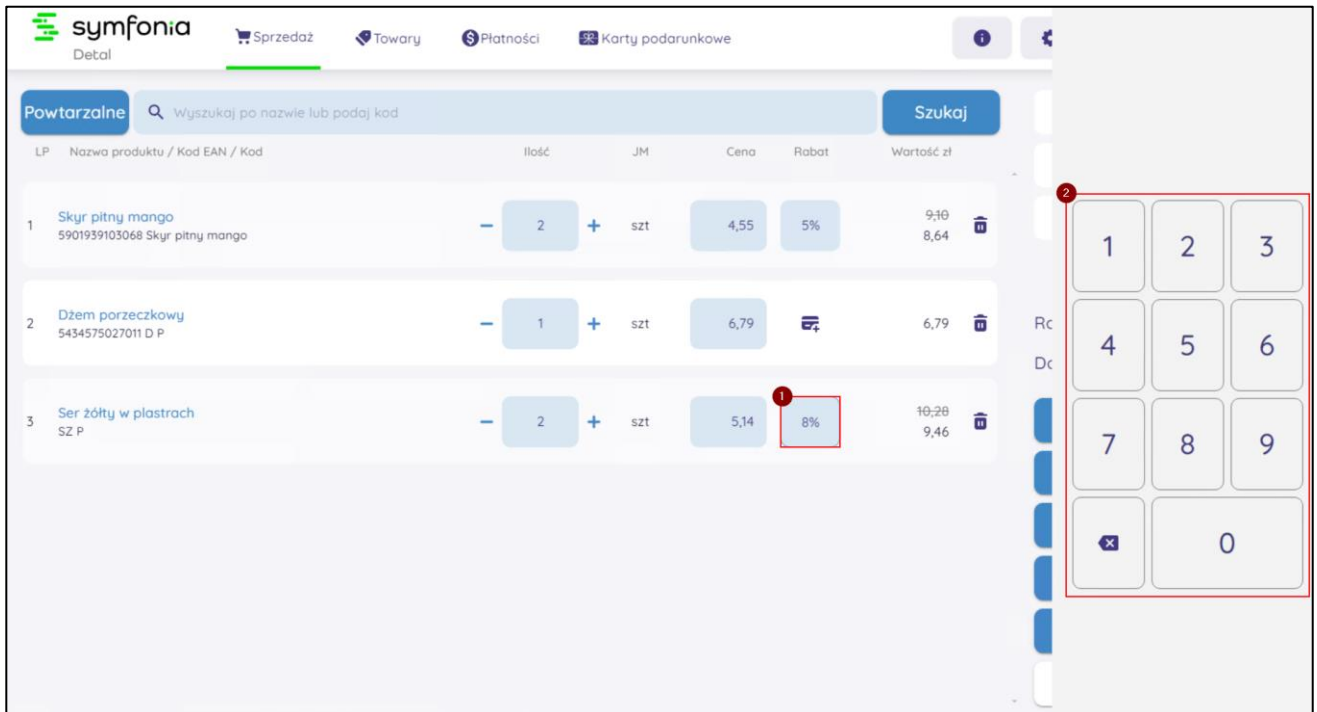 symfonia
Detal
Sprzedaż Towary Płatności Karty podarunkowe
Powtarzalne Wyszukaj po nazwie lub podaj kod Szukaj
LP Nazwa produktu / Kod EAN / Kod Ilość JM Cena Rabat Wartość zł
1 Skyr pitny mango − 2 + szt 4,55 5% 9,10
5901939103068 Skyr pitny mango 8,64
2 Dżem porzeczkowy − 1 + szt 6,79 6,79
5434575027011 D P
3 Ser żółty w plastrach − 2 + szt 5,14 8% 10,28
SZ P 9,46
1
2
1 2 3
4 5 6
7 8 9
0